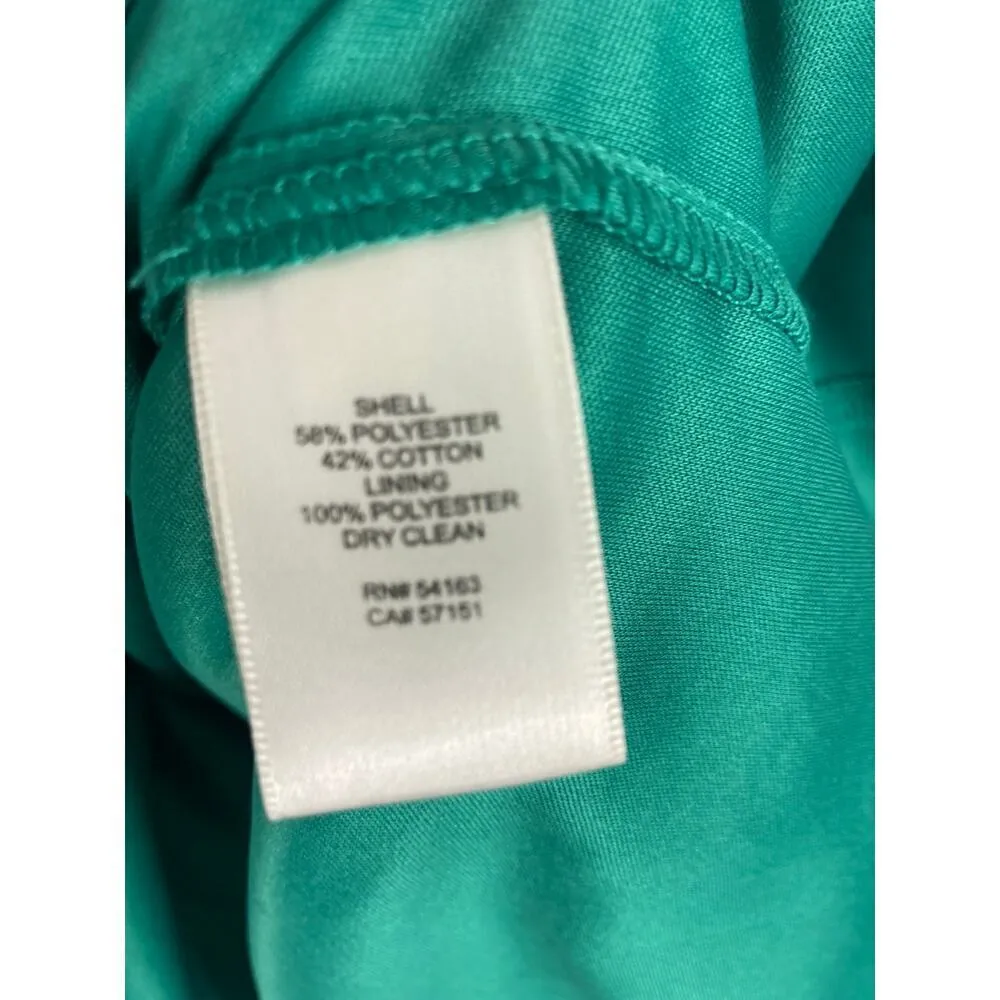 SHELL
58% POLYESTER
42% COTTON
LINING
100% POLYESTER
DRY CLEAN
RN# 54163
CA# 57151